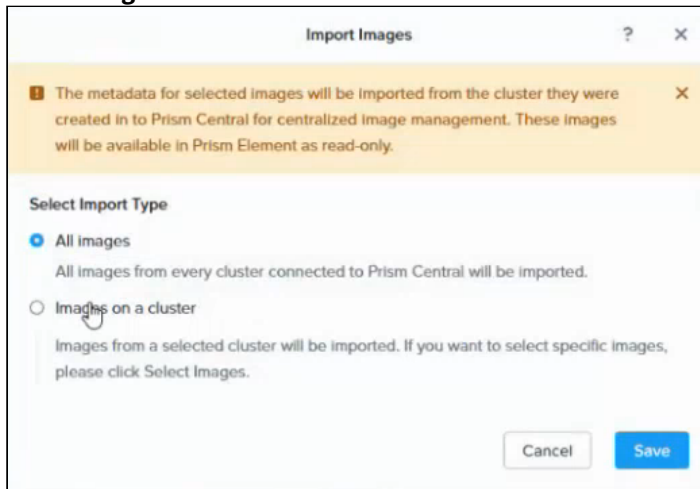 Import Images ?
The metadata for selected images will be imported from the cluster they were
created in to Prism Central for centralized image management. These images
will be available in Prism Element as read-only.
Select Import Type
All images
All images from every cluster connected to Prism Central will be imported.
Images on a cluster
Images from a selected cluster will be imported. If you want to select specific images,
please click Select Images.
Cancel Save